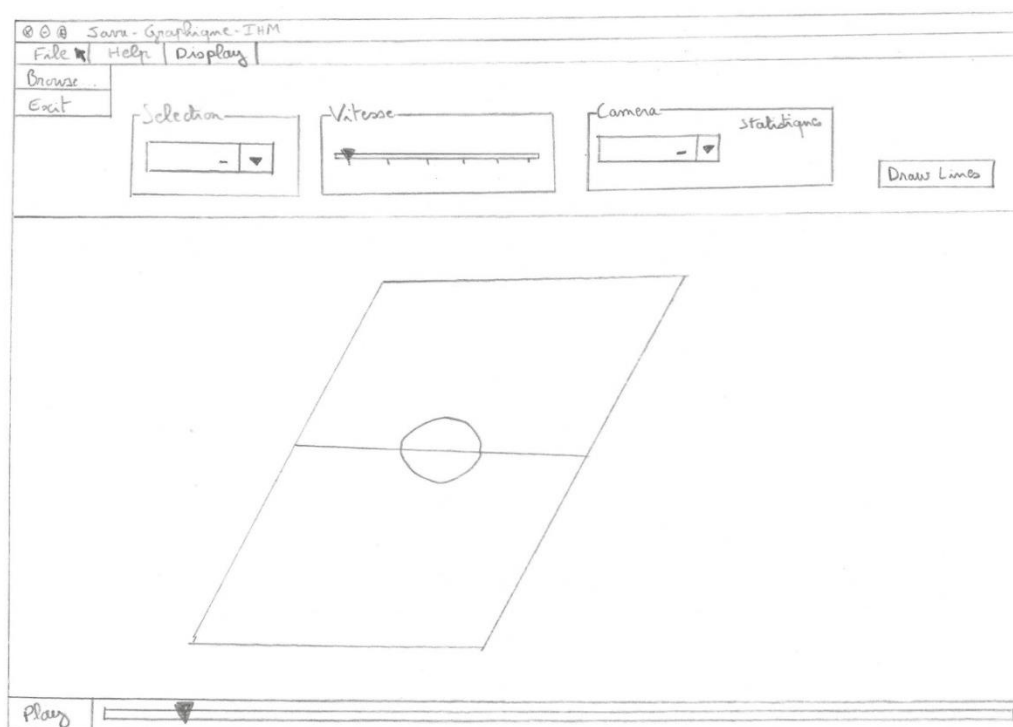 Java-Graphique-IHM
File Help Display
Browse...
Exit
Selection
Vitesse
Camera
Statistiques
Draw Lines
Play